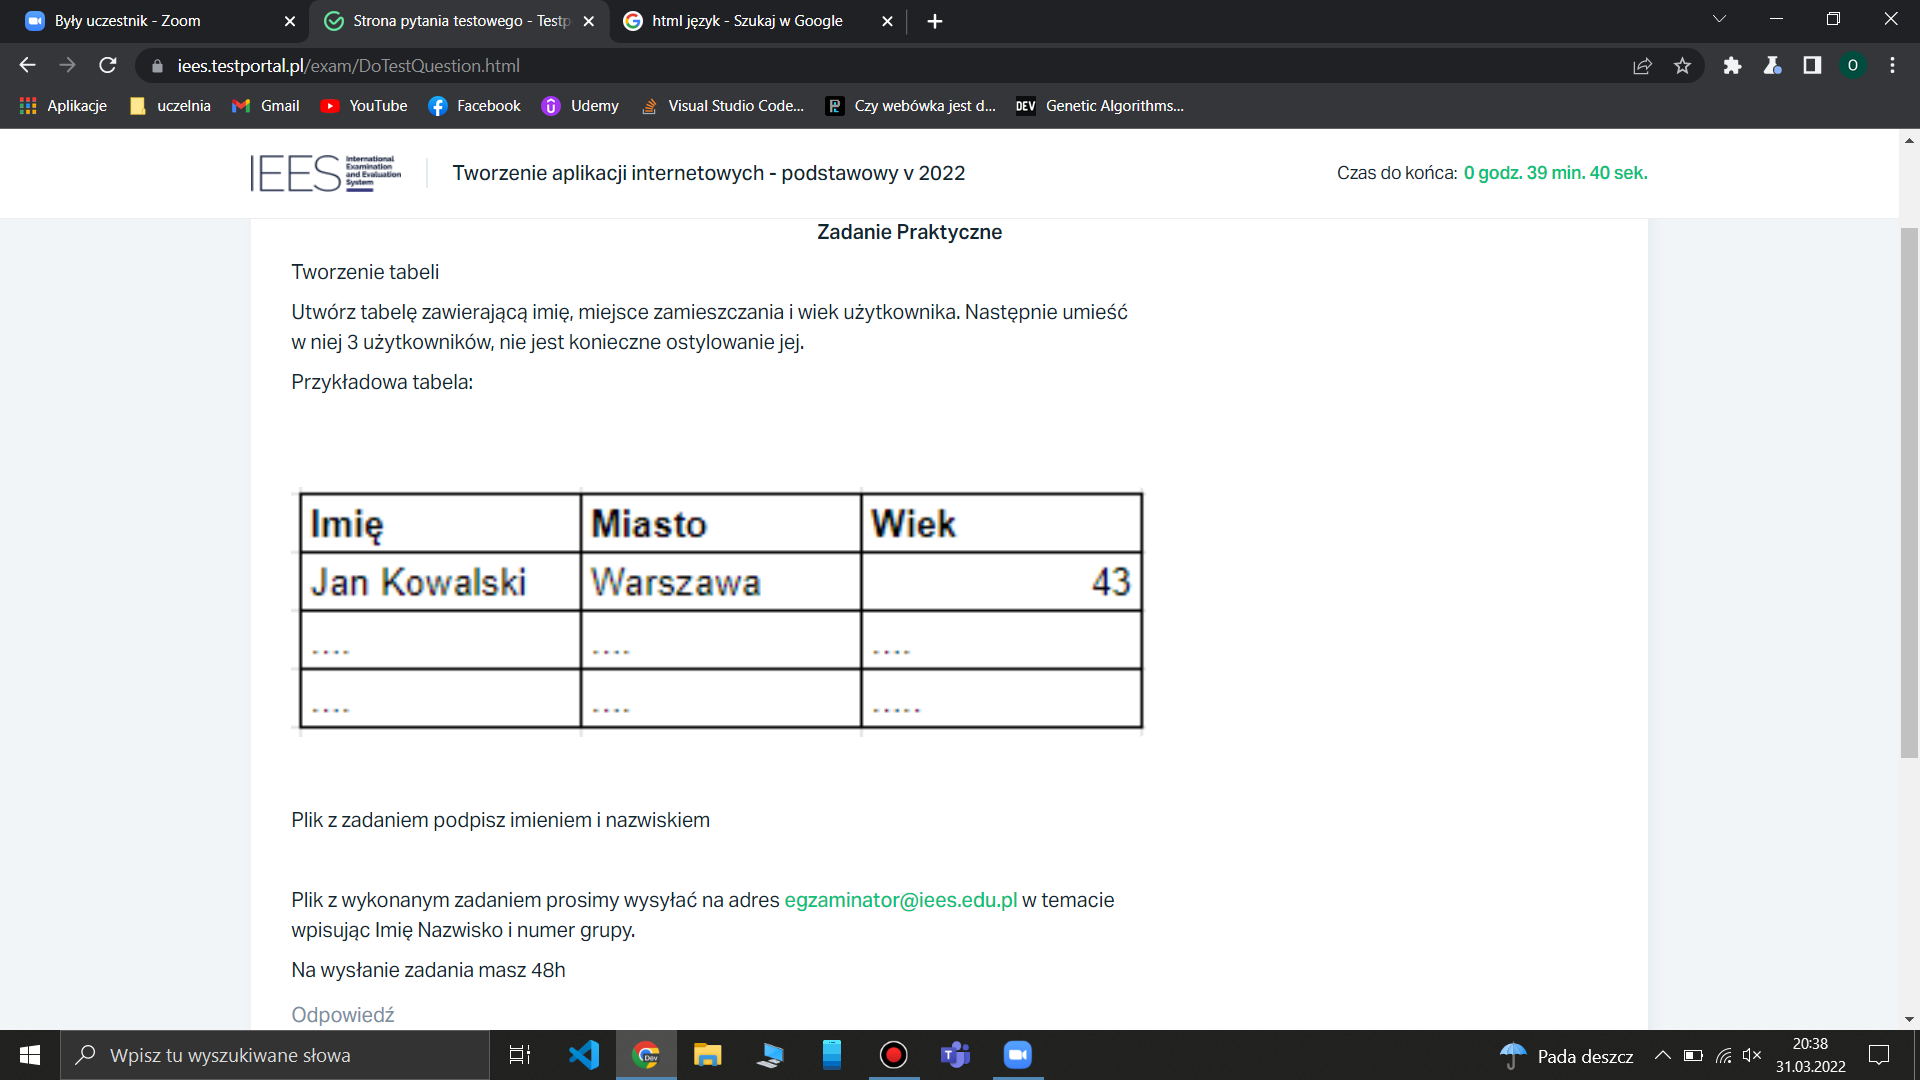 Były uczestnik - Zoom
Strona pytania testowego - Testp
html język - Szukaj w Google
iees.testportal.pl/exam/DoTestQuestion.html
O
Aplikacje
uczelnia
Gmail
YouTube
Facebook
Udemy
Visual Studio Code...
Czy webówka jest d...
DEV
Genetic Algorithms...
IEES
International
Examination
and Evaluation
System
Tworzenie aplikacji internetowych - podstawowy v 2022
Czas do końca: 0 godz. 39 min. 40 sek.
Zadanie Praktyczne
Tworzenie tabeli
Utwórz tabelę zawierającą imię, miejsce zamieszczania i wiek użytkownika. Następnie umieść
w niej 3 użytkowników, nie jest konieczne ostylowanie jej.
Przykładowa tabela:
Imię Miasto Wiek
Jan Kowalski Warszawa 43
.... .... ....
.... .... .....
Plik z zadaniem podpisz imieniem i nazwiskiem
Plik z wykonanym zadaniem prosimy wysyłać na adres egzaminator@iees.edu.pl w temacie
wpisując Imię Nazwisko i numer grupy.
Na wysłanie zadania masz 48h
Odpowiedź
Wpisz tu wyszukiwane słowa
Dev
Pada deszcz
20:38
31.03.2022